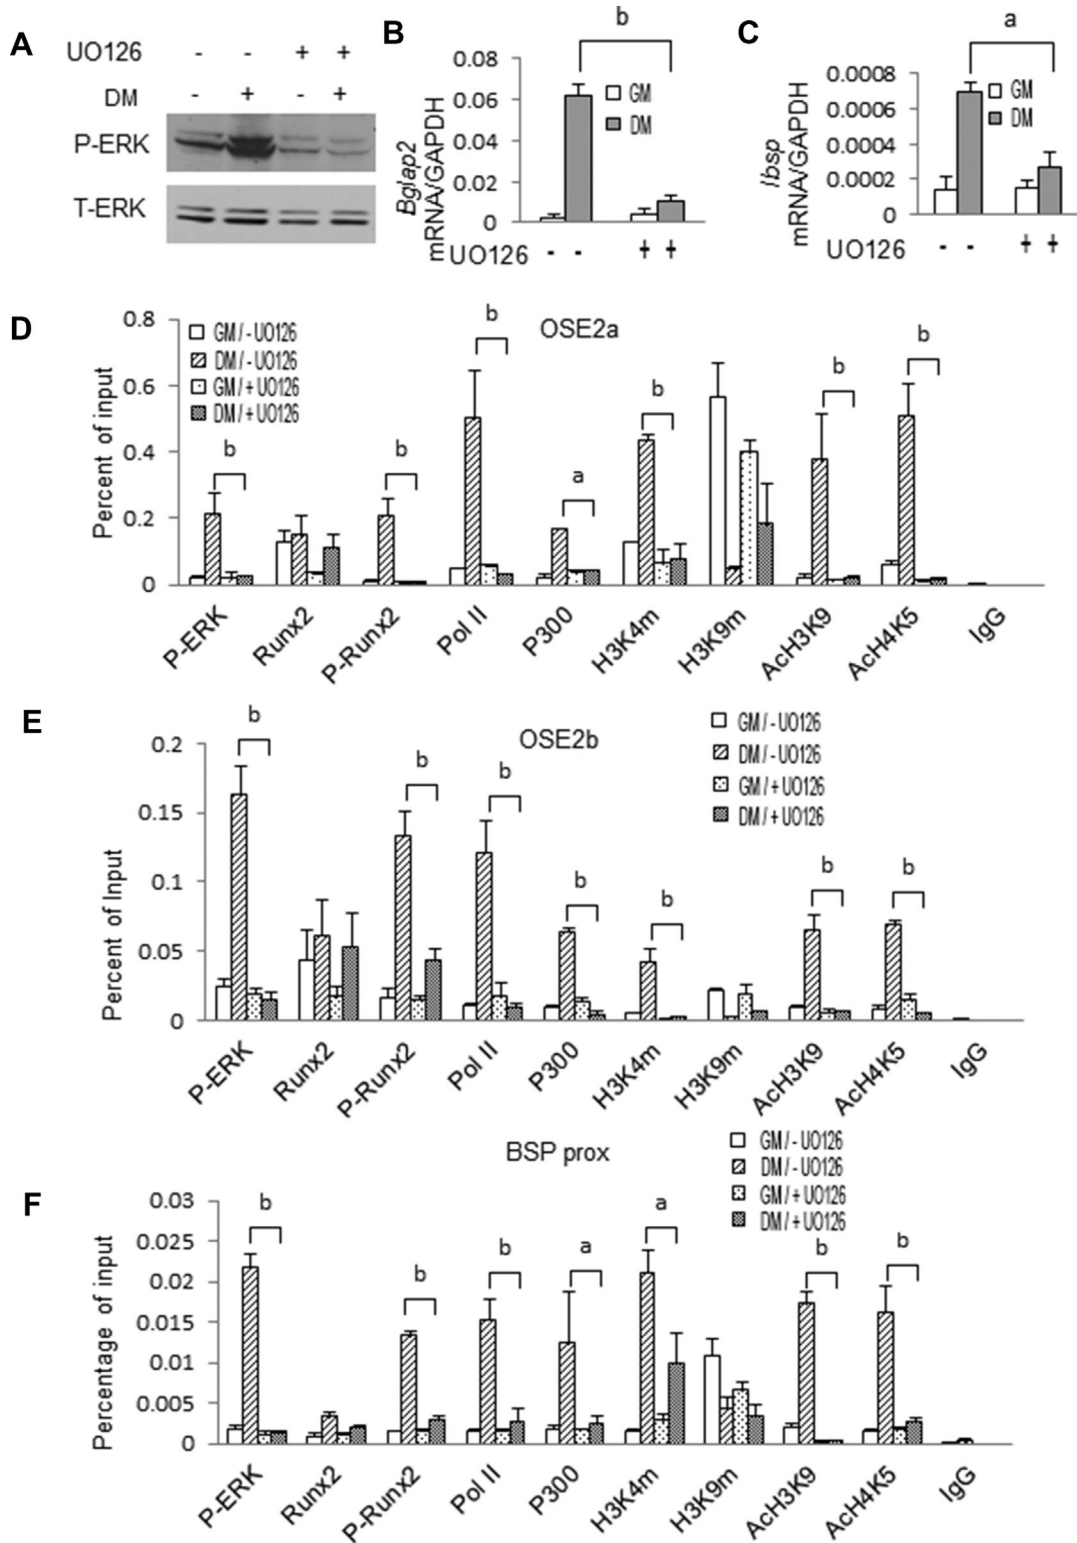 A
UO126 - - + +
DM - + - +
P-ERK
T-ERK
B
b
Bglap2
mRNA/GAPDH
0.08
0.06
0.04
0.02
0
GM
DM
UO126 - - + +
C
a
Ibsp
mRNA/GAPDH
0.0008
0.0006
0.0004
0.0002
0
GM
DM
UO126 - - + +
D
OSE2a
Percent of input
0.8
0.6
0.4
0.2
0
GM / - UO126
DM / - UO126
GM / + UO126
DM / + UO126
b b b a b b b
P-ERK Runx2 P-Runx2 Pol II P300 H3K4m H3K9m AcH3K9 AcH4K5 IgG
E
OSE2b
Percent of Input
0.2
0.15
0.1
0.05
0
GM / - UO126
DM / - UO126
GM / + UO126
DM / + UO126
b b b b b b b
P-ERK Runx2 P-Runx2 Pol II P300 H3K4m H3K9m AcH3K9 AcH4K5 IgG
F
BSP prox
Percentage of input
0.03
0.025
0.02
0.015
0.01
0.005
0
GM / - UO126
DM / - UO126
GM / + UO126
DM / + UO126
b b b a a b b
P-ERK Runx2 P-Runx2 Pol II P300 H3K4m H3K9m AcH3K9 AcH4K5 IgG